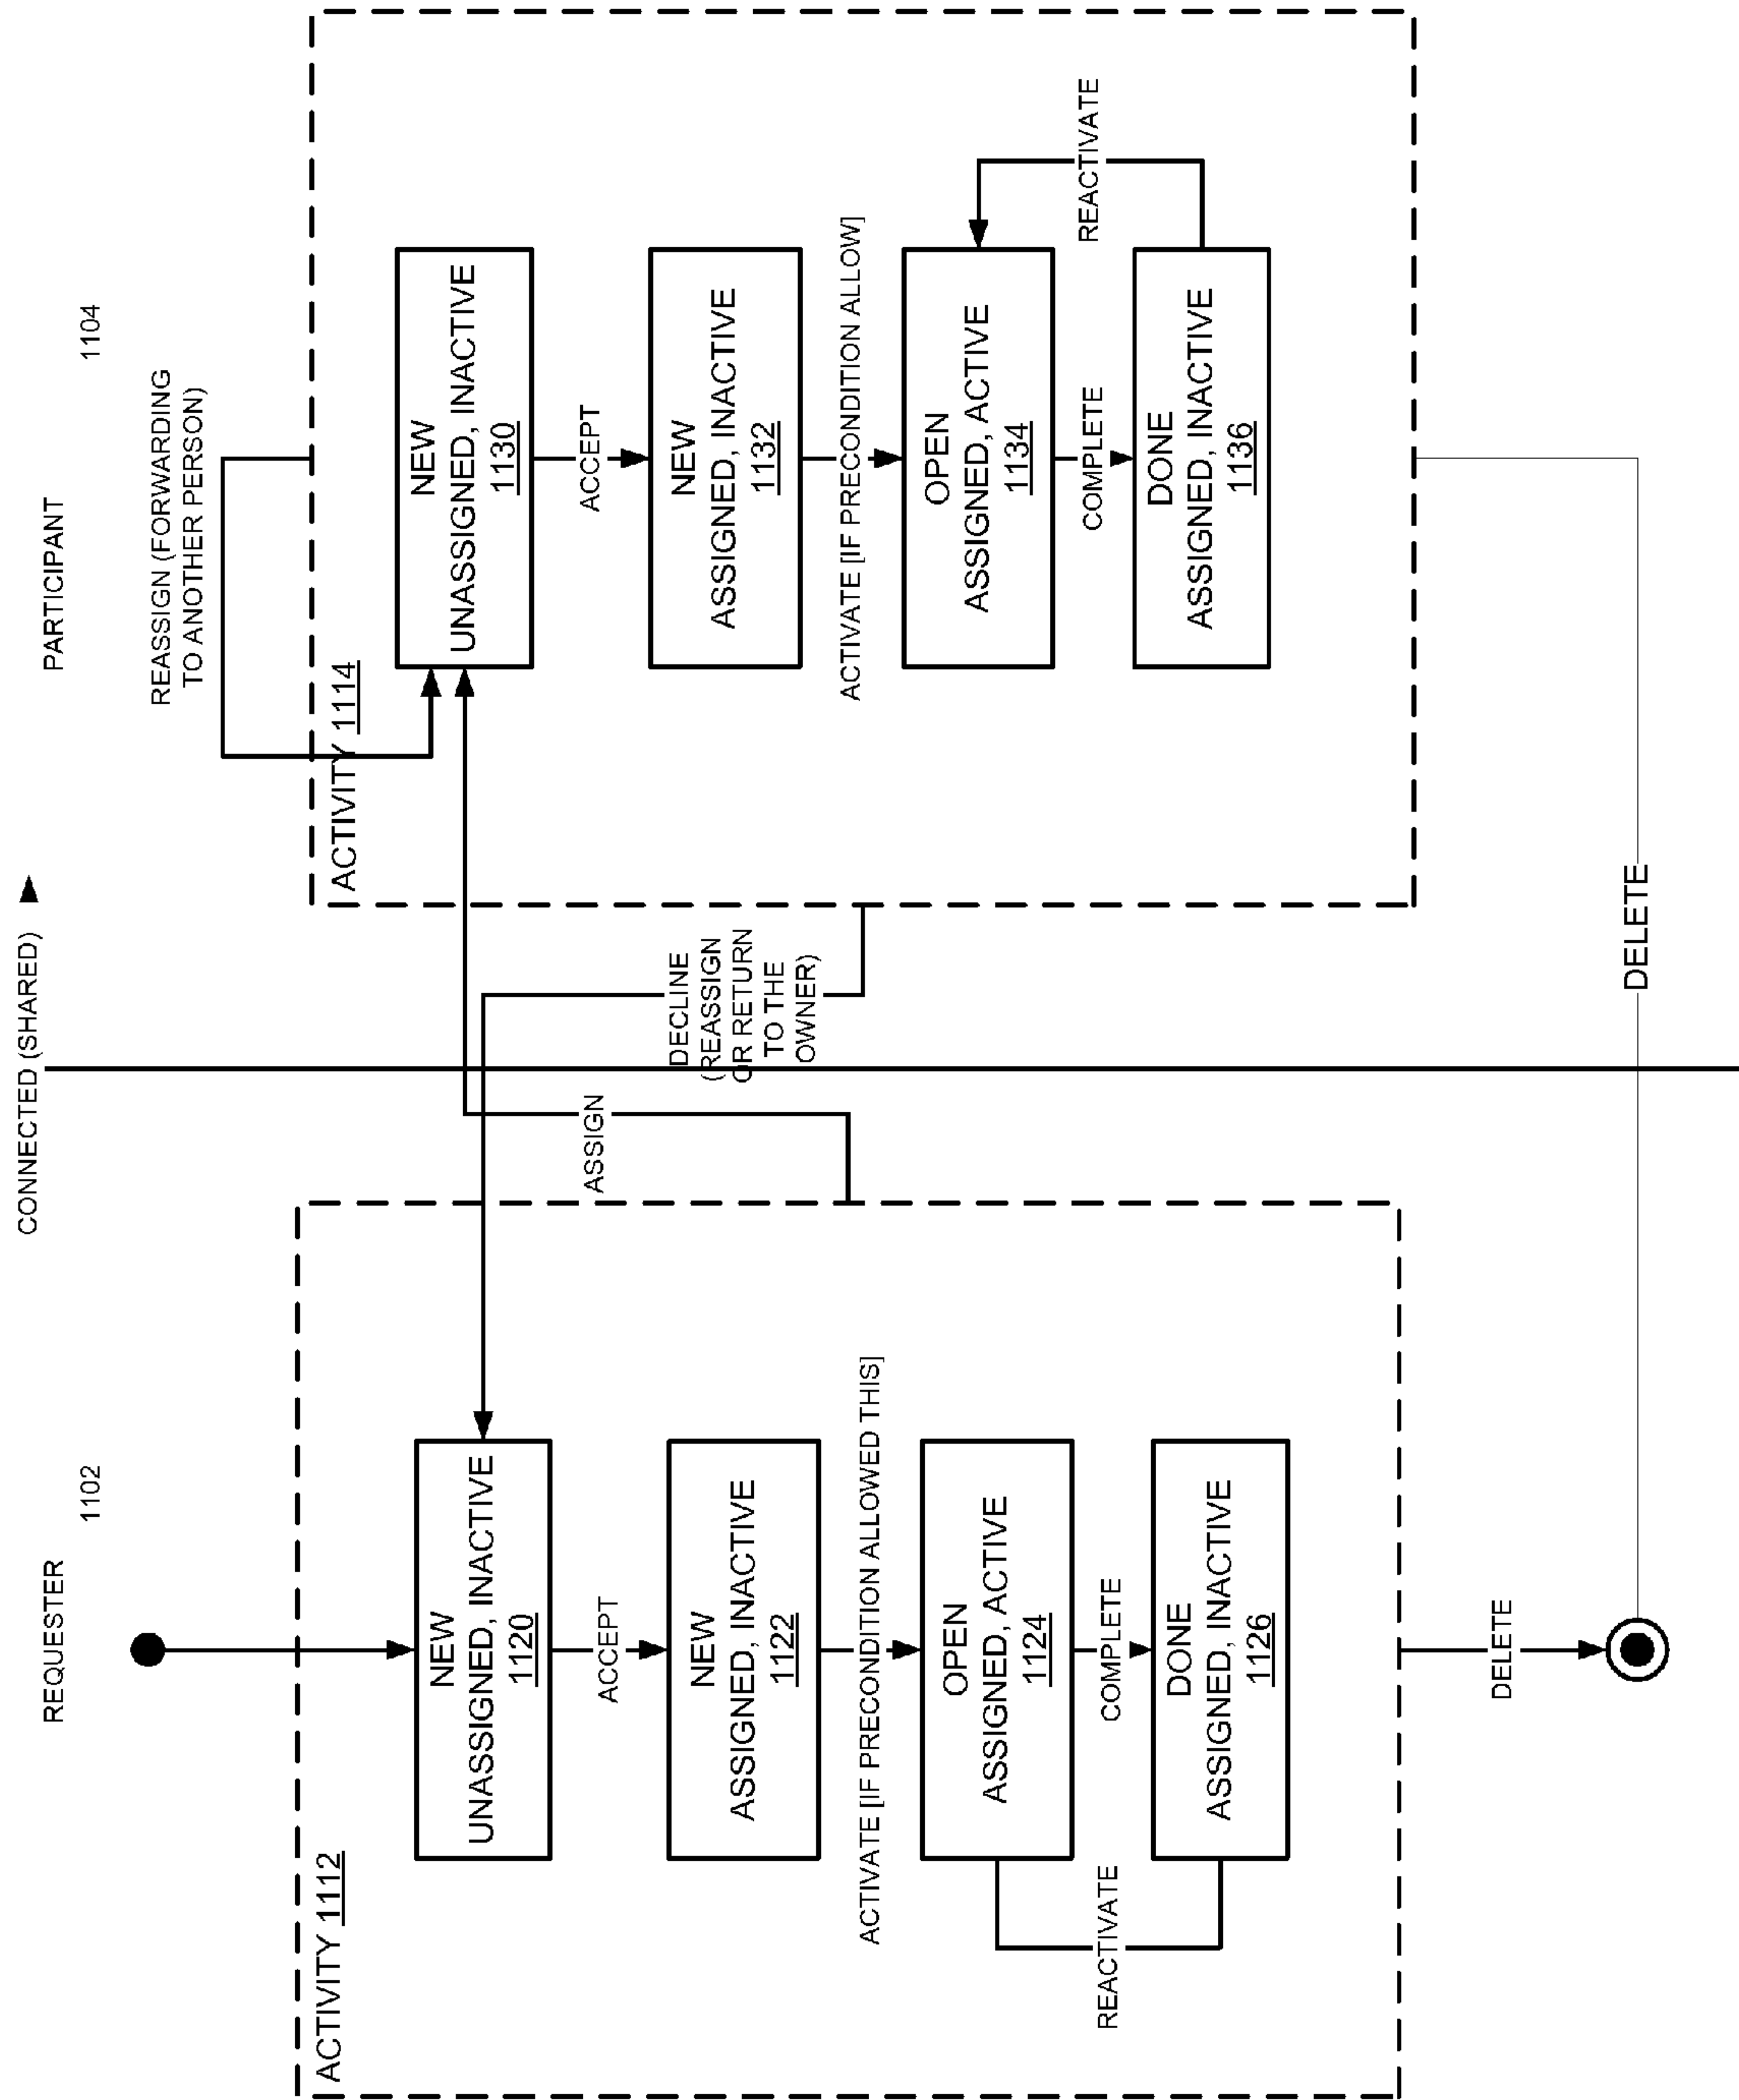 CONNECTED (SHARED)
REQUESTER
1102
PARTICIPANT
1104
REASSIGN (FORWARDING
TO ANOTHER PERSON)
ACTIVITY 1112
NEW
UNASSIGNED, INACTIVE
1120
ACCEPT
NEW
ASSIGNED, INACTIVE
1122
ACTIVATE [IF PRECONDITION ALLOWED THIS]
OPEN
ASSIGNED, ACTIVE
1124
COMPLETE
REACTIVATE
DONE
ASSIGNED, INACTIVE
1126
DELETE
ASSIGN
DECLINE
(REASSIGN
OR RETURN
TO THE
OWNER)
ACTIVITY 1114
NEW
UNASSIGNED, INACTIVE
1130
ACCEPT
NEW
ASSIGNED, INACTIVE
1132
ACTIVATE [IF PRECONDITION ALLOW]
OPEN
ASSIGNED, ACTIVE
1134
COMPLETE
REACTIVATE
DONE
ASSIGNED, INACTIVE
1136
DELETE